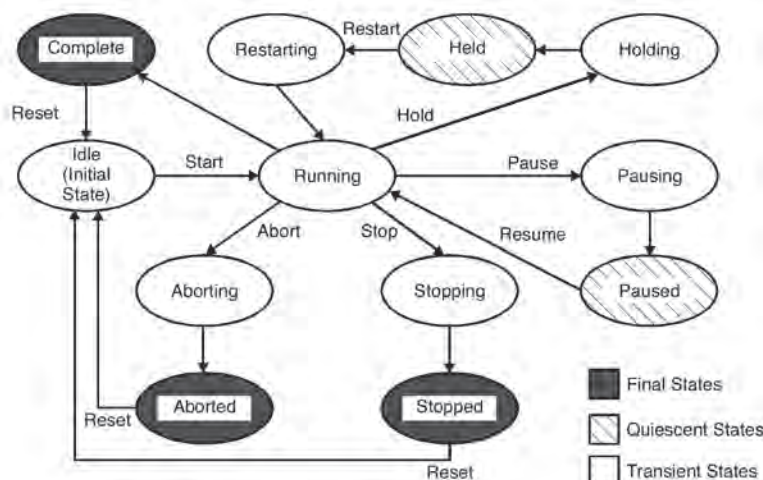 Complete
Restarting
Restart
Held
Holding
Reset
Hold
Idle
(Initial
State)
Start
Running
Pause
Pausing
Abort
Stop
Resume
Aborting
Stopping
Paused
Reset
Aborted
Stopped
Reset
Final States
Quiescent States
Transient States